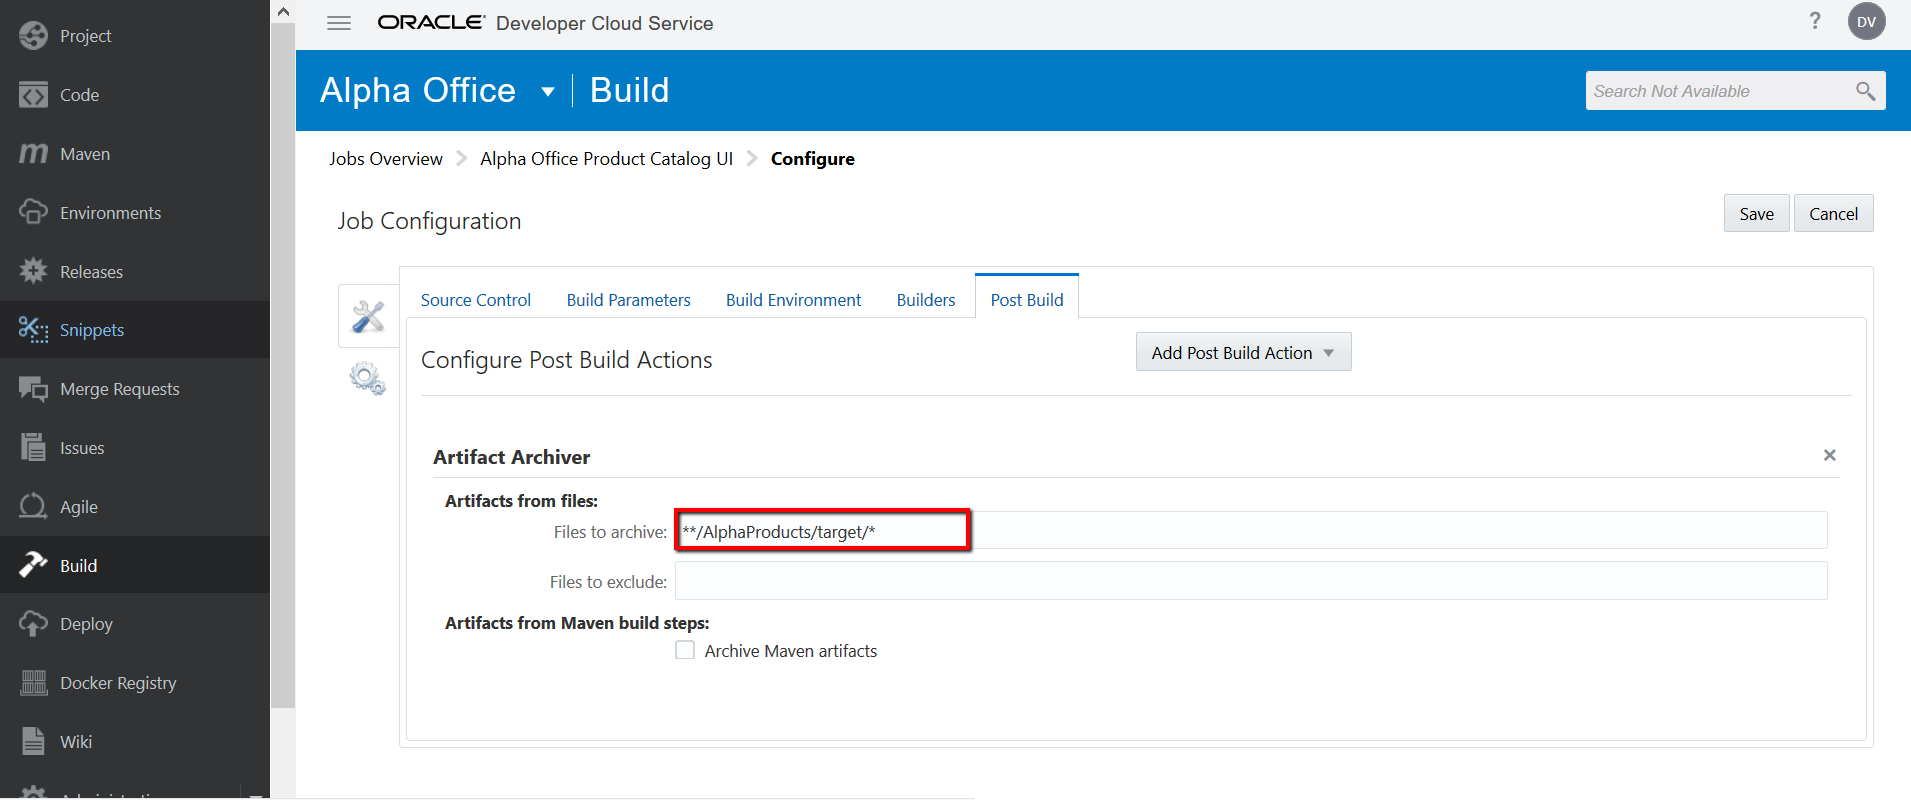 Project
Code
Maven
Environments
Releases
Snippets
Merge Requests
Issues
Agile
Build
Deploy
Docker Registry
Wiki
ORACLE® Developer Cloud Service
?
DV
Alpha Office | Build
Search Not Available
Jobs Overview > Alpha Office Product Catalog UI > Configure
Job Configuration
Save
Cancel
Source Control
Build Parameters
Build Environment
Builders
Post Build
Configure Post Build Actions
Add Post Build Action
Artifact Archiver
Artifacts from files:
Files to archive: **/AlphaProducts/target/*
Files to exclude:
Artifacts from Maven build steps:
Archive Maven artifacts